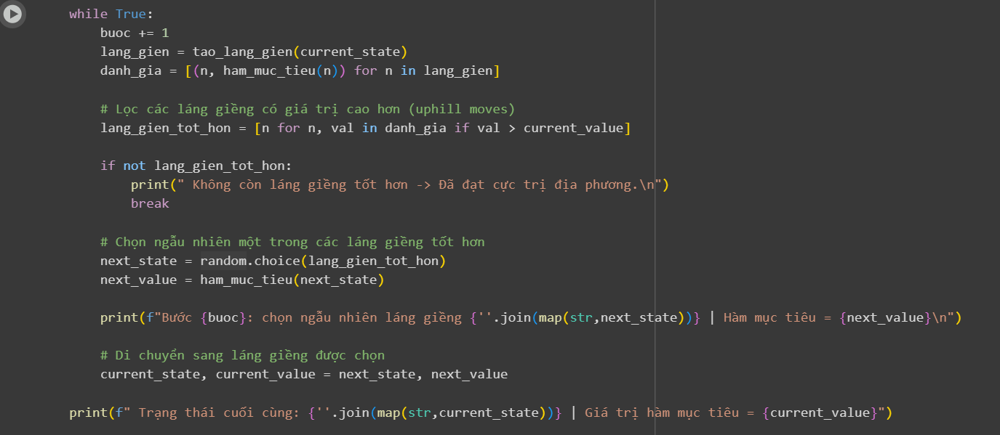 while True:
    buoc += 1
    lang_gien = tao_lang_gien(current_state)
    danh_gia = [(n, ham_muc_tieu(n)) for n in lang_gien]
    # Lọc các láng giềng có giá trị cao hơn (uphill moves)
    lang_gien_tot_hon = [n for n, val in danh_gia if val > current_value]
    if not lang_gien_tot_hon:
        print(" Không còn láng giềng tốt hơn -> Đã đạt cực trị địa phương.\n")
        break
    # Chọn ngẫu nhiên một trong các láng giềng tốt hơn
    next_state = random.choice(lang_gien_tot_hon)
    next_value = ham_muc_tieu(next_state)
    print(f"Bước {buoc}: chọn ngẫu nhiên láng giềng {''.join(map(str,next_state))} | Hàm mục tiêu = {next_value}\n")
    # Di chuyển sang láng giềng được chọn
    current_state, current_value = next_state, next_value
print(f" Trạng thái cuối cùng: {''.join(map(str,current_state))} | Giá trị hàm mục tiêu = {current_value}")